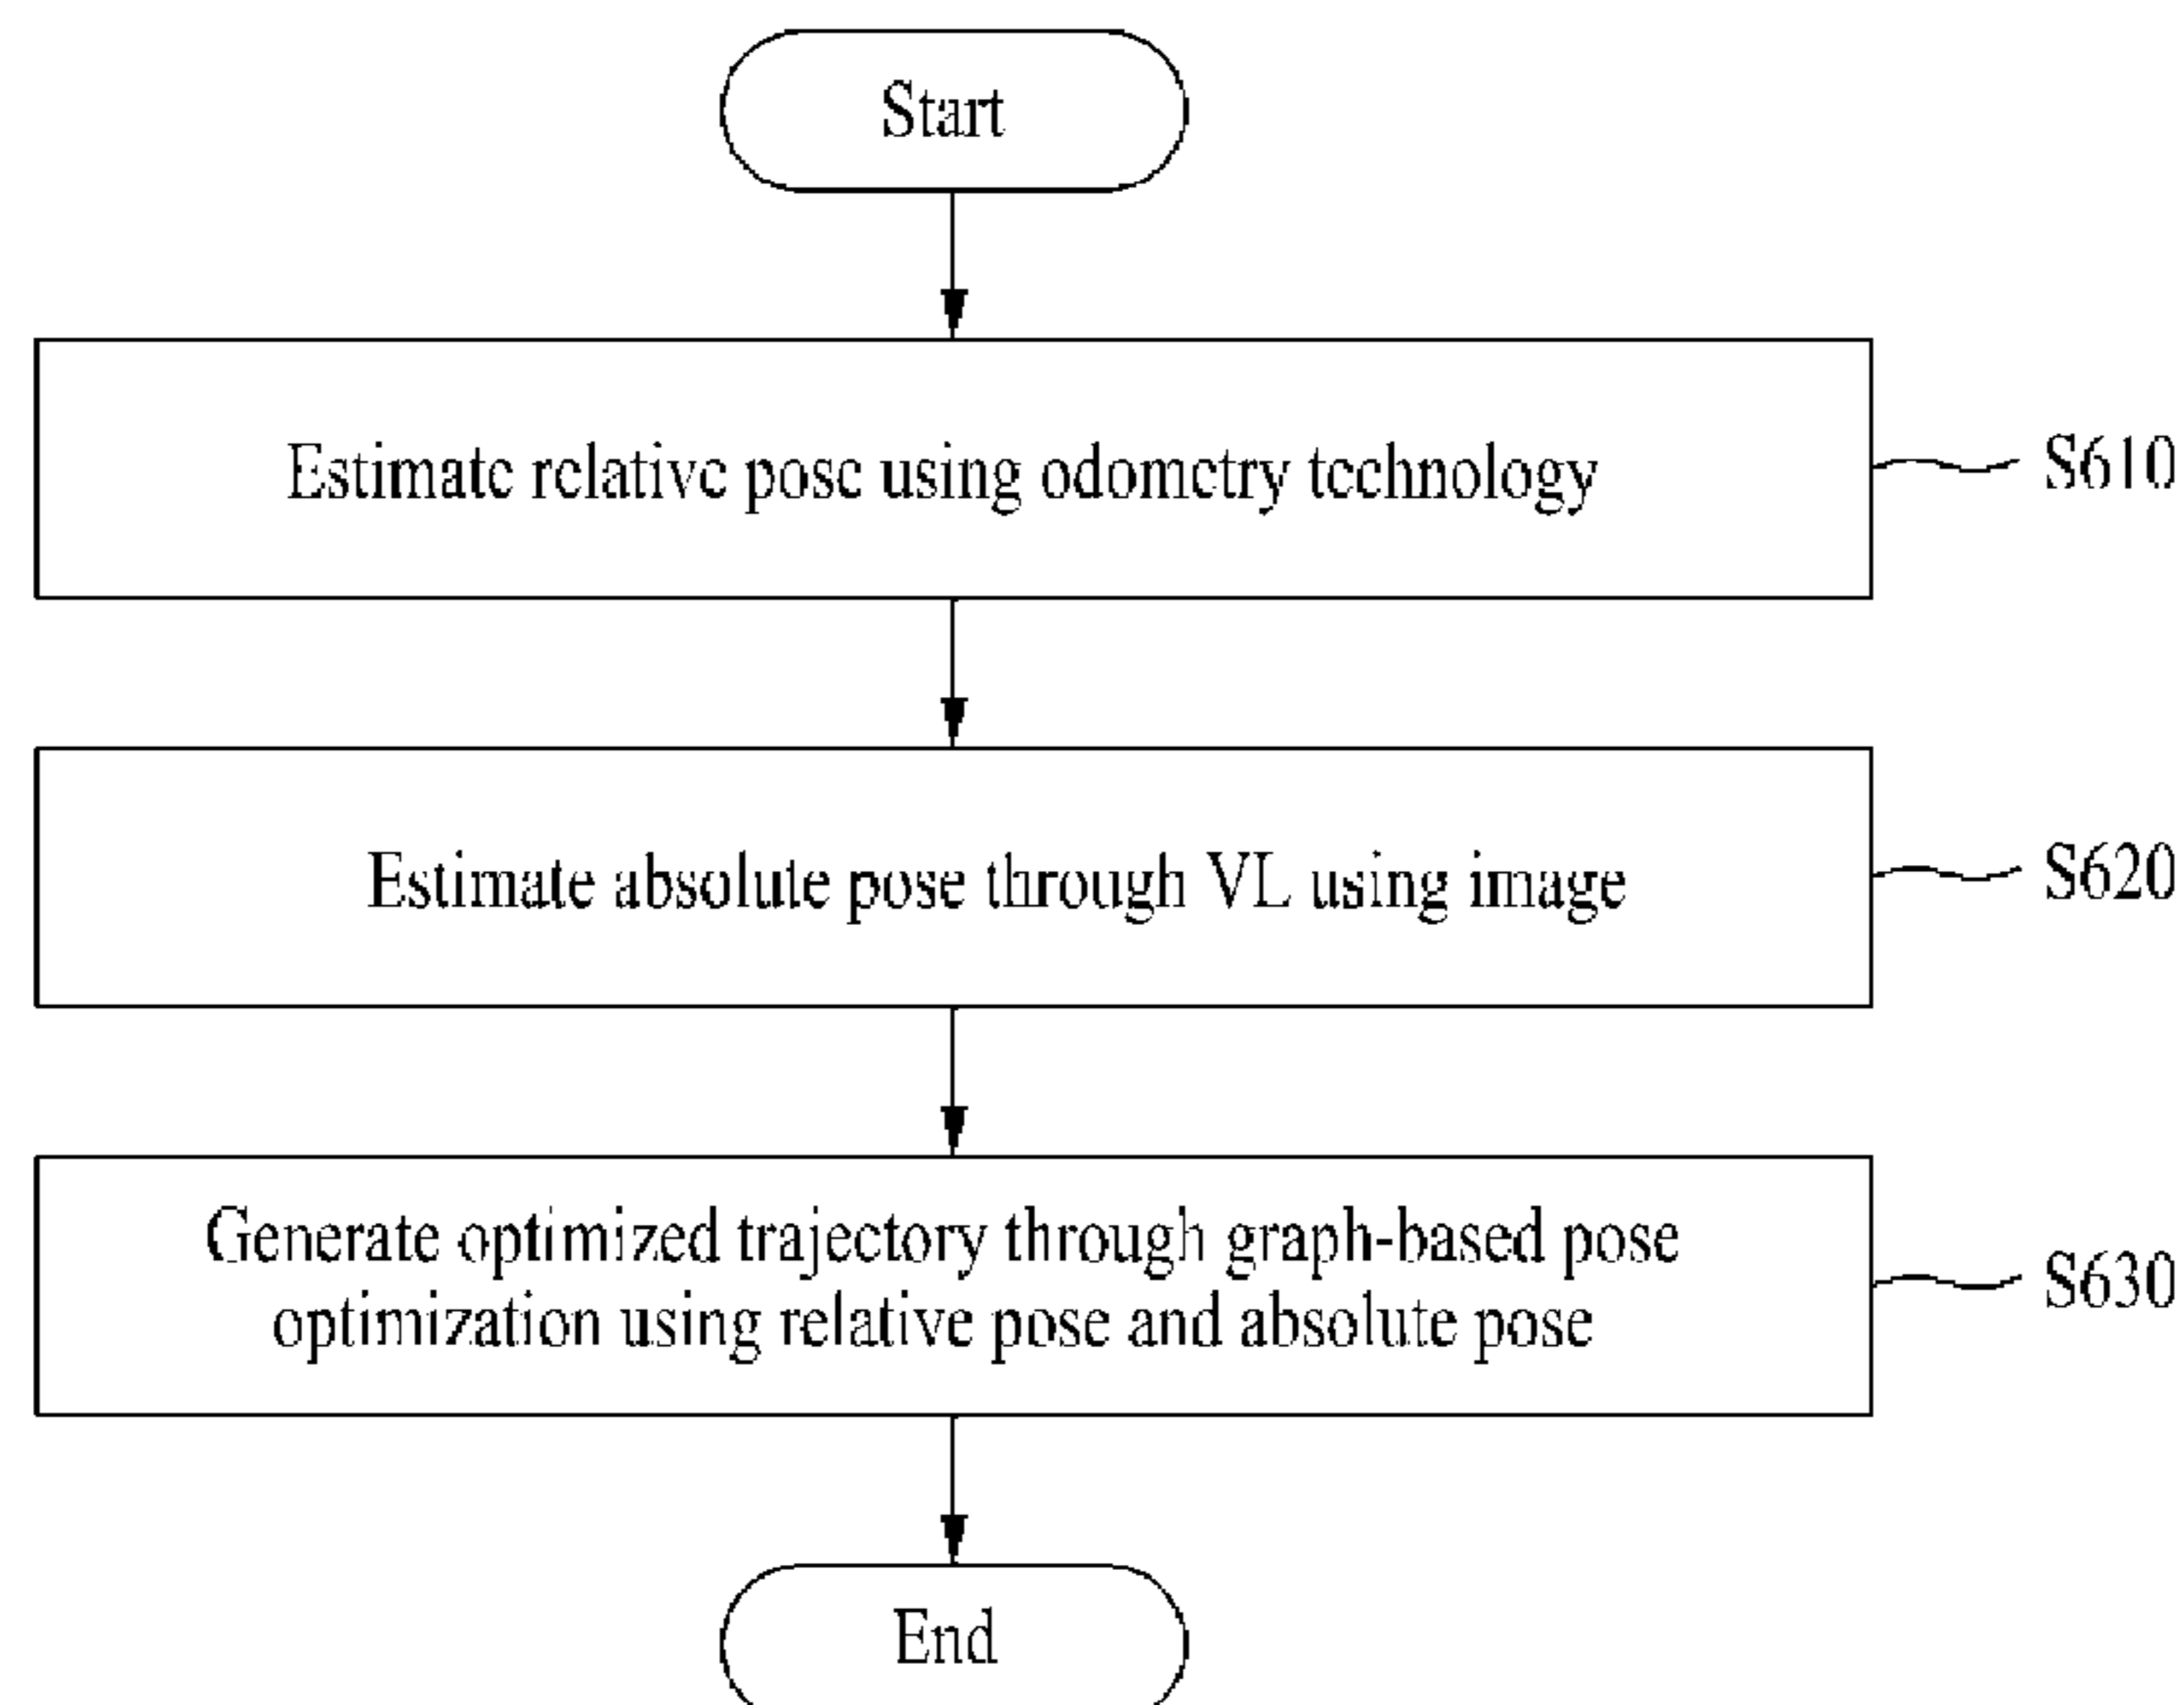 Start
Estimate relative pose using odometry technology
S610
Estimate absolute pose through VL using image
S620
Generate optimized trajectory through graph-based pose
optimization using relative pose and absolute pose
S630
End